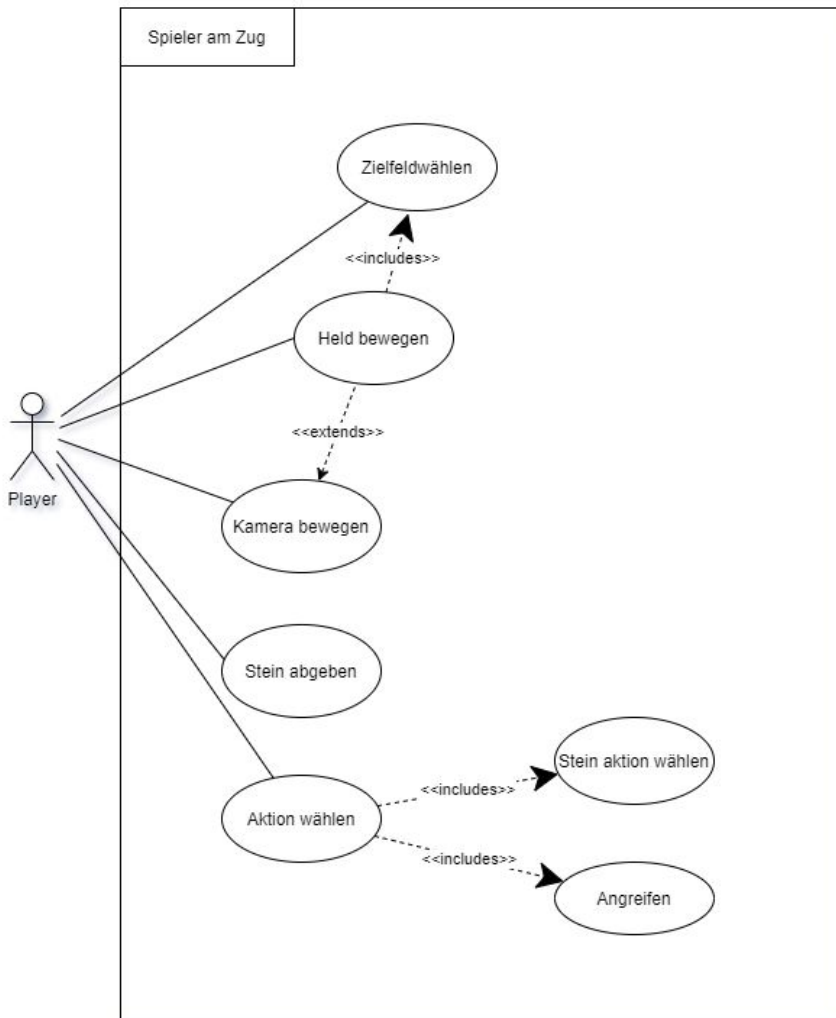 Spieler am Zug
Zielfeldwählen
<<includes>>
Held bewegen
<<extends>>
Player
Kamera bewegen
Stein abgeben
Stein aktion wählen
<<includes>>
Aktion wählen
<<includes>>
Angreifen